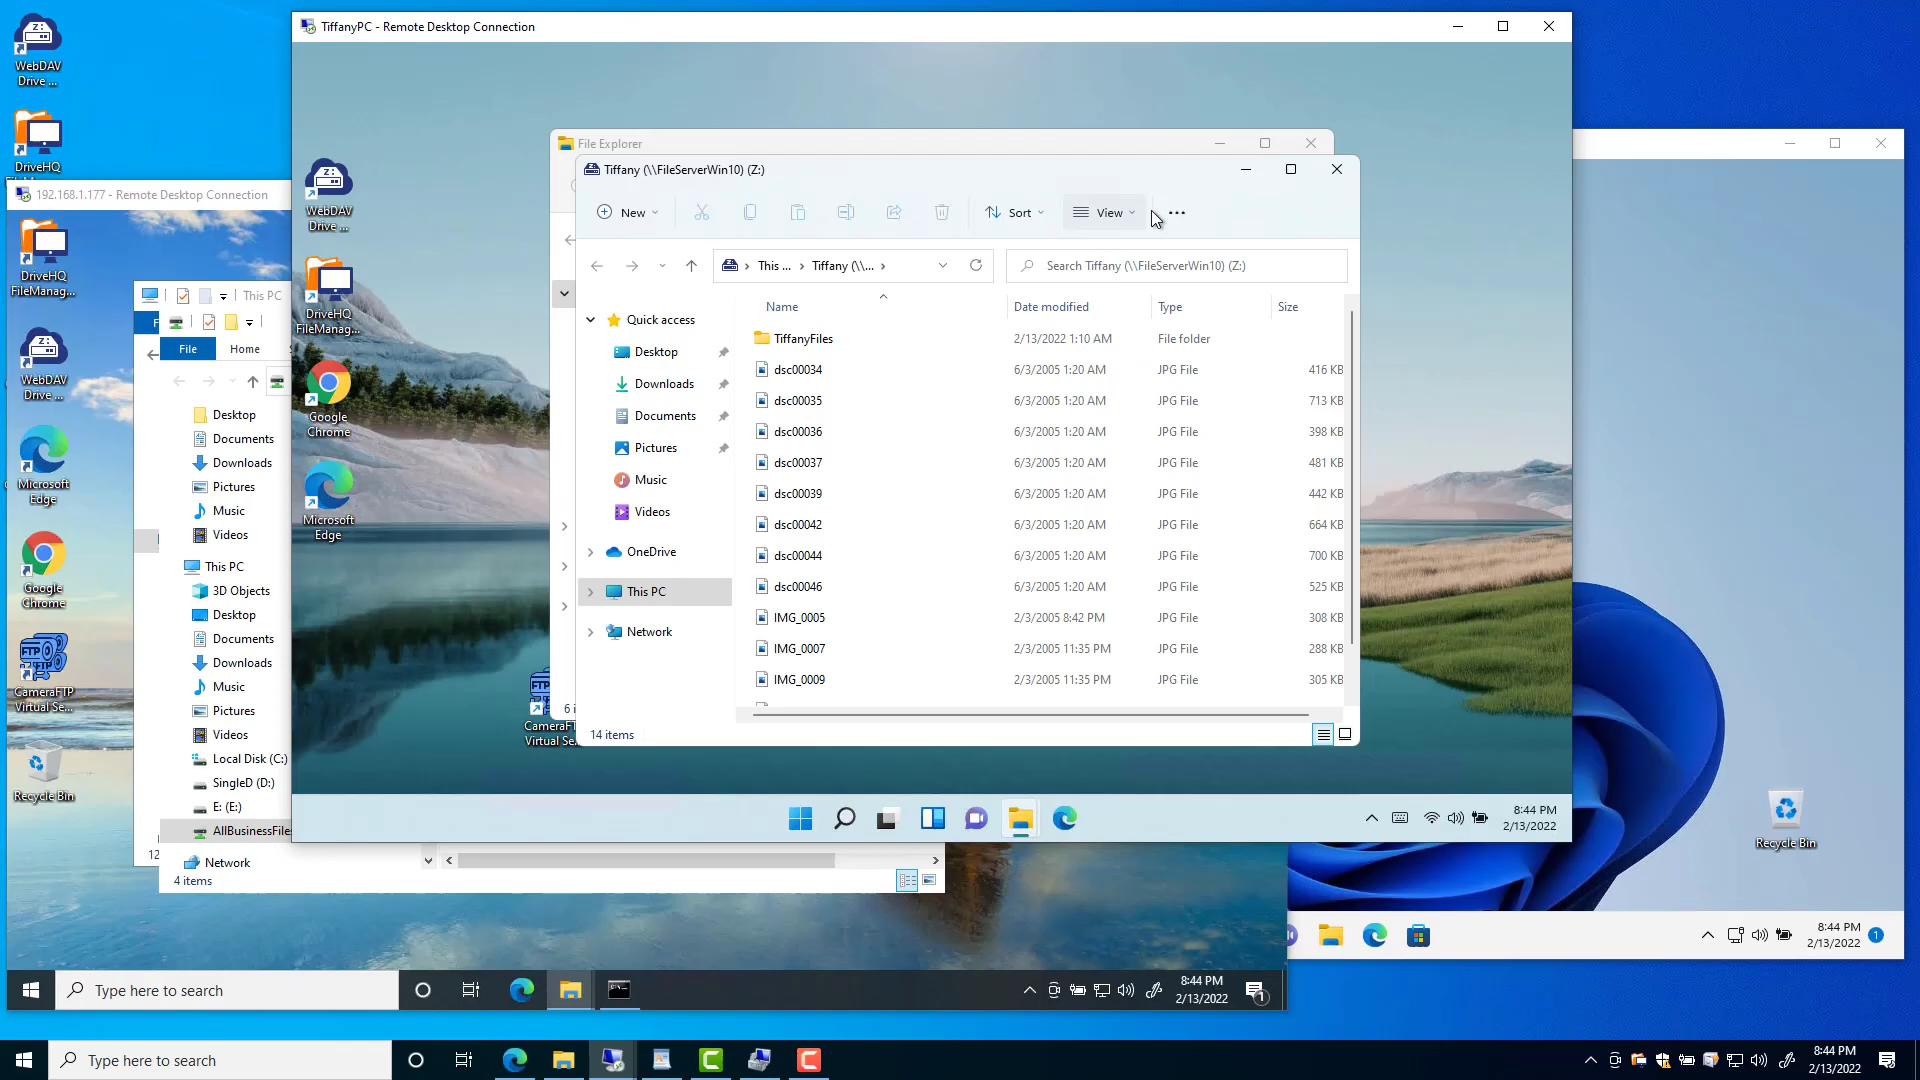 WebDAV
Drive ...
DriveHQ
192.168.1.177 - Remote Desktop Connection
DriveHQ
FileManag...
WebDAV
Drive ...
Microsoft
Edge
Google
Chrome
CameraFTP
Virtual Se...
Recycle Bin
This PC
File
Home
Desktop
Documents
Downloads
Pictures
Music
Videos
This PC
3D Objects
Desktop
Documents
Downloads
Music
Pictures
Videos
Local Disk (C:)
SingleD (D:)
E: (E:)
AllBusinessFiles
Network
12
4 items
TiffanyPC - Remote Desktop Connection
WebDAV
Drive ...
DriveHQ
FileManag...
Google
Chrome
Microsoft
Edge
CameraFTP
Virtual Se...
File Explorer
6 i
Tiffany (\\FileServerWin10) (Z:)
New
Sort
View
This ... › Tiffany (\\... ›
Search Tiffany (\\FileServerWin10) (Z:)
Quick access
Desktop
Downloads
Documents
Pictures
Music
Videos
OneDrive
This PC
Network
Name Date modified Type Size
TiffanyFiles 2/13/2022 1:10 AM File folder
dsc00034 6/3/2005 1:20 AM JPG File 416 KB
dsc00035 6/3/2005 1:20 AM JPG File 713 KB
dsc00036 6/3/2005 1:20 AM JPG File 398 KB
dsc00037 6/3/2005 1:20 AM JPG File 481 KB
dsc00039 6/3/2005 1:20 AM JPG File 442 KB
dsc00042 6/3/2005 1:20 AM JPG File 664 KB
dsc00044 6/3/2005 1:20 AM JPG File 700 KB
dsc00046 6/3/2005 1:20 AM JPG File 525 KB
IMG_0005 2/3/2005 8:42 PM JPG File 308 KB
IMG_0007 2/3/2005 11:35 PM JPG File 288 KB
IMG_0009 2/3/2005 11:35 PM JPG File 305 KB
14 items
8:44 PM
2/13/2022
Recycle Bin
8:44 PM
2/13/2022
1
Type here to search
8:44 PM
2/13/2022
1
Type here to search
8:44 PM
2/13/2022